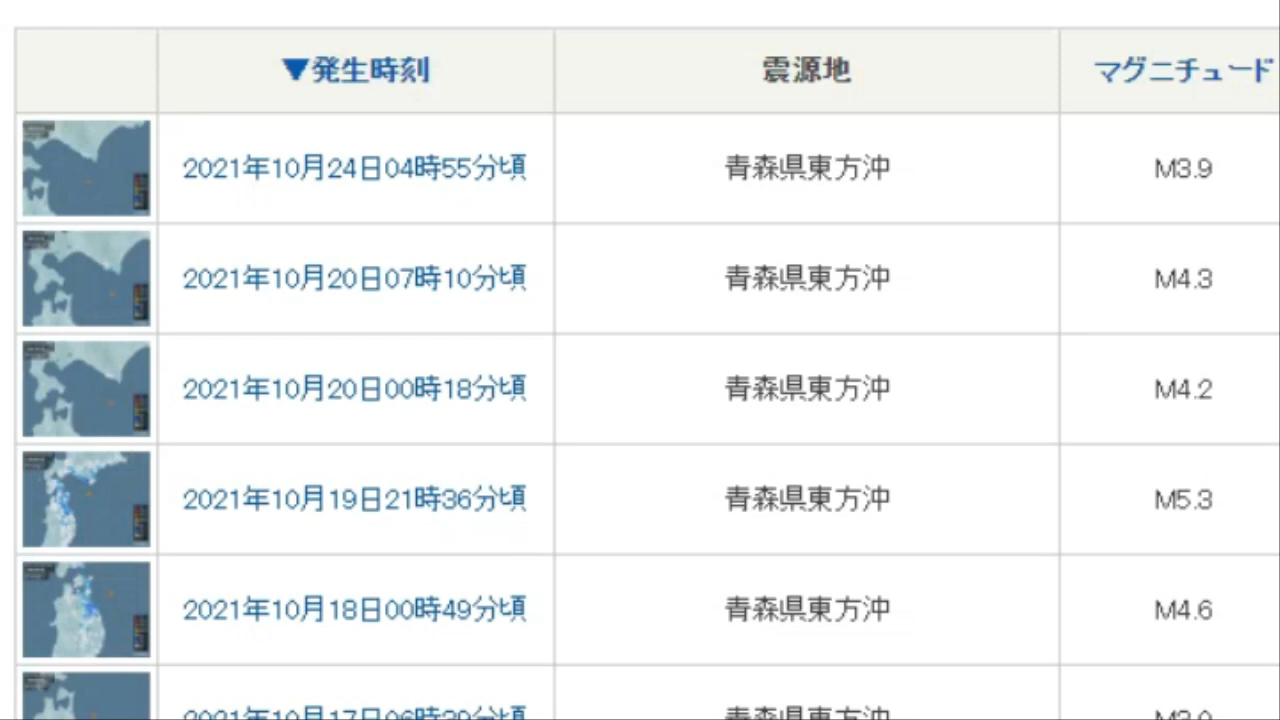 ▼発生時刻 震源地 マグニチュード
2021年10月24日04時55分頃 青森県東方沖 M3.9
2021年10月20日07時10分頃 青森県東方沖 M4.3
2021年10月20日00時18分頃 青森県東方沖 M4.2
2021年10月19日21時36分頃 青森県東方沖 M5.3
2021年10月18日00時49分頃 青森県東方沖 M4.6
青森県東方沖